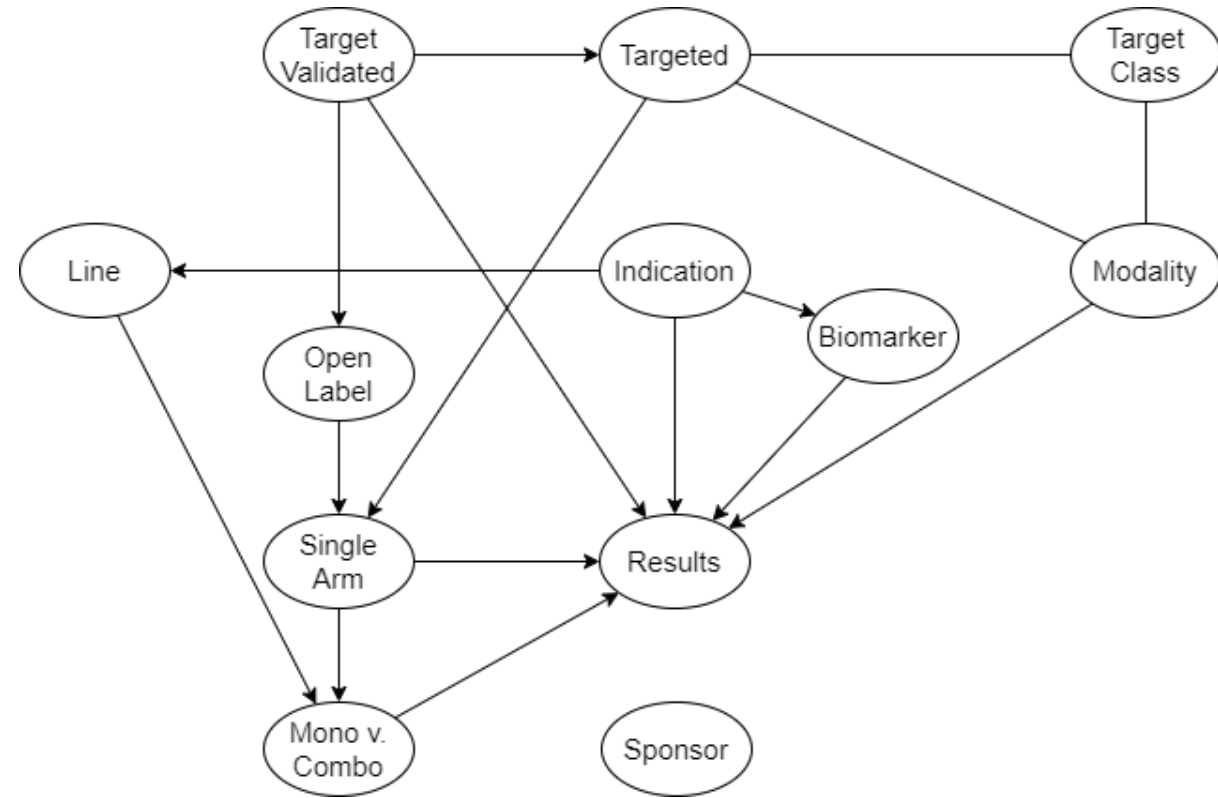 Target
Validated
Targeted
Target
Class
Line
Indication
Modality
Biomarker
Open
Label
Single
Arm
Results
Mono v.
Combo
Sponsor